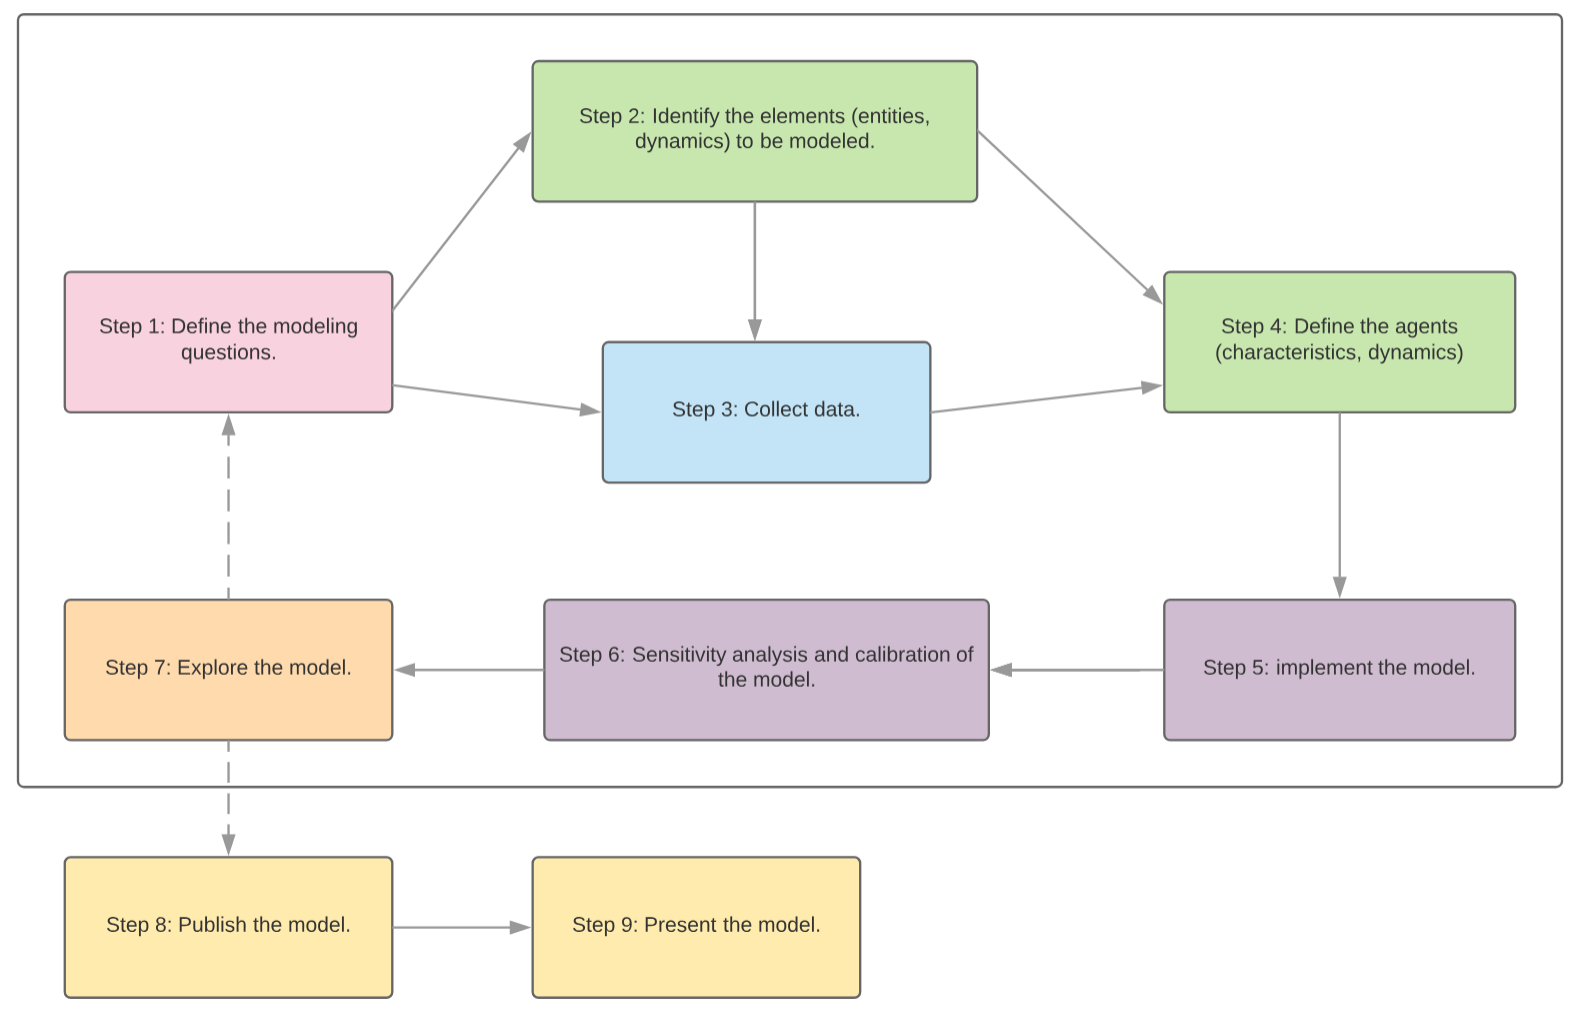 Step 1: Define the modeling
questions.
Step 2: Identify the elements (entities,
dynamics) to be modeled.
Step 3: Collect data.
Step 4: Define the agents
(characteristics, dynamics)
Step 5: implement the model.
Step 6: Sensitivity analysis and calibration of
the model.
Step 7: Explore the model.
Step 8: Publish the model.
Step 9: Present the model.